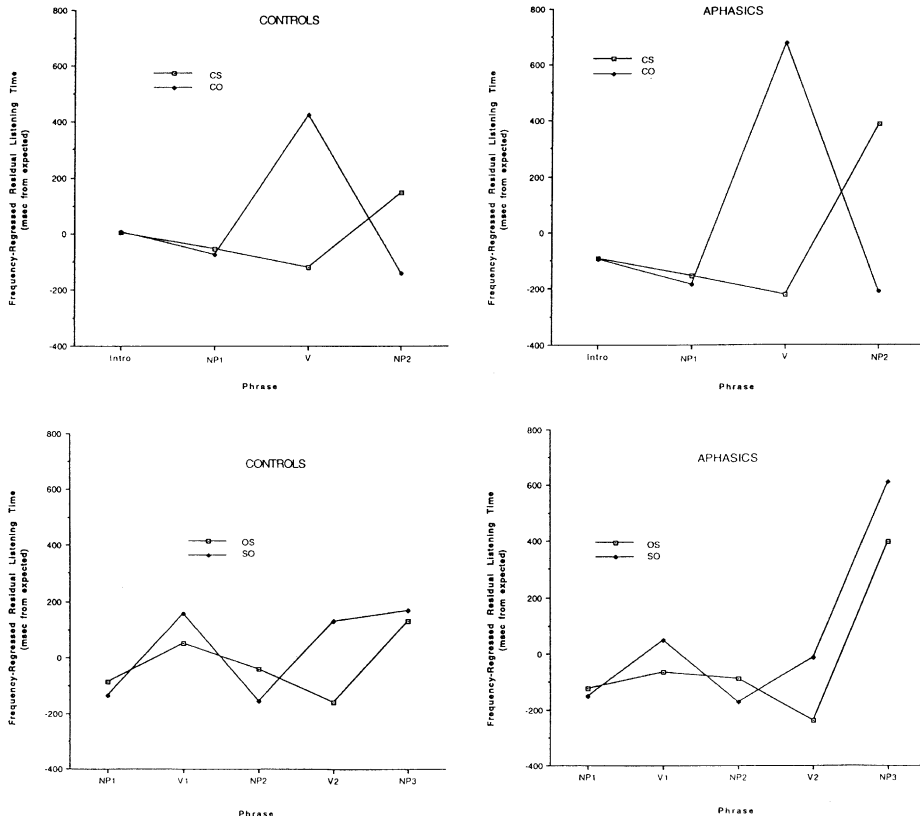 CONTROLS
CS
CO
800
600
400
200
0
-200
-400
Intro
NP1
V
NP2
Phrase
Frequency-Regressed Residual Listening Time
(msec from expected)
APHASICS
CS
CO
800
600
400
200
0
-200
-400
Intro
NP1
V
NP2
Phrase
Frequency-Regressed Residual Listening Time
(msec from expected)
CONTROLS
OS
SO
800
600
400
200
0
-200
-400
NP1
V1
NP2
V2
NP3
Phrase
Frequency-Regressed Residual Listening Time
(msec from expected)
APHASICS
OS
SO
800
600
400
200
0
-200
-400
NP1
V1
NP2
V2
NP3
Phrase
Frequency-Regressed Residual Listening Time
(msec from expected)